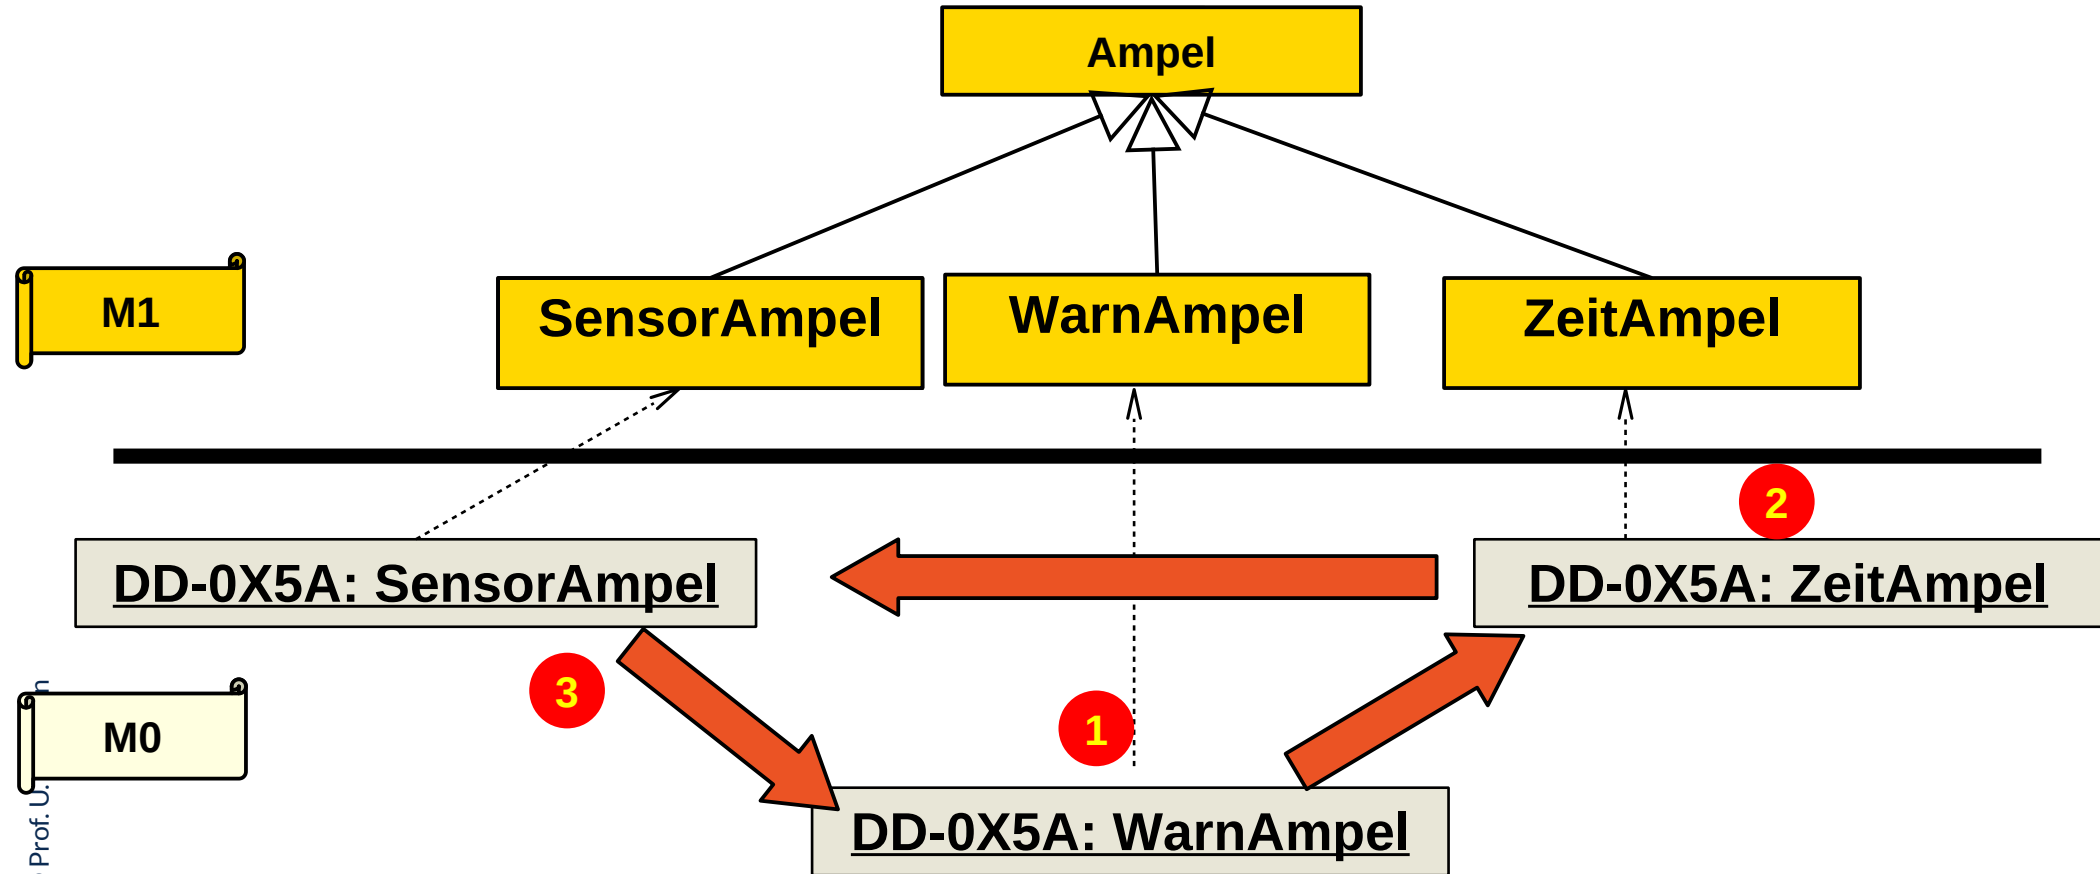 Ampel
M1
SensorAmpel
WarnAmpel
ZeitAmpel
2
DD-0X5A: SensorAmpel
DD-0X5A: ZeitAmpel
3
M0
1
DD-0X5A: WarnAmpel
Prof. U.